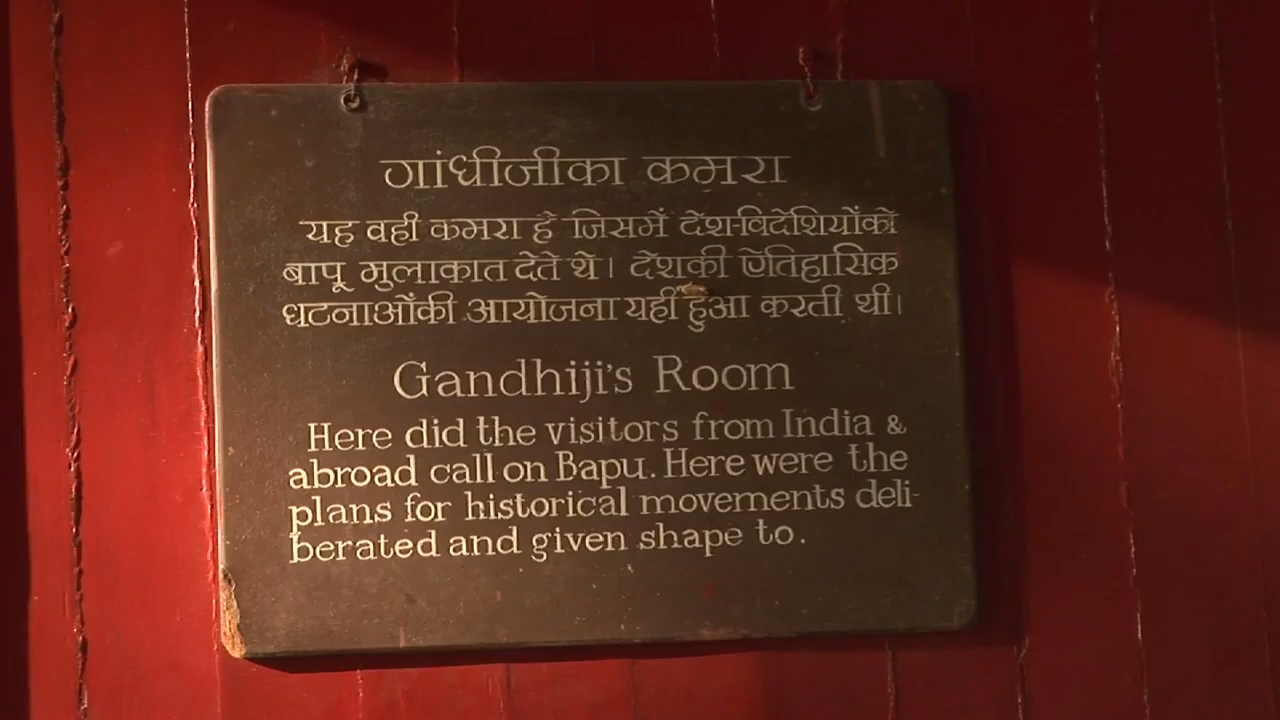 गांधीजीका कमरा
यह वही कमरा है जिसमें देश-विदेशियोंको
बापू मुलाकात देते थे। देशकी ऐतिहासिक
घटनाओंकी आयोजना यहीं हुआ करती थी।
Gandhiji's Room
Here did the visitors from India &
abroad call on Bapu. Here were the
plans for historical movements deli-
berated and given shape to.